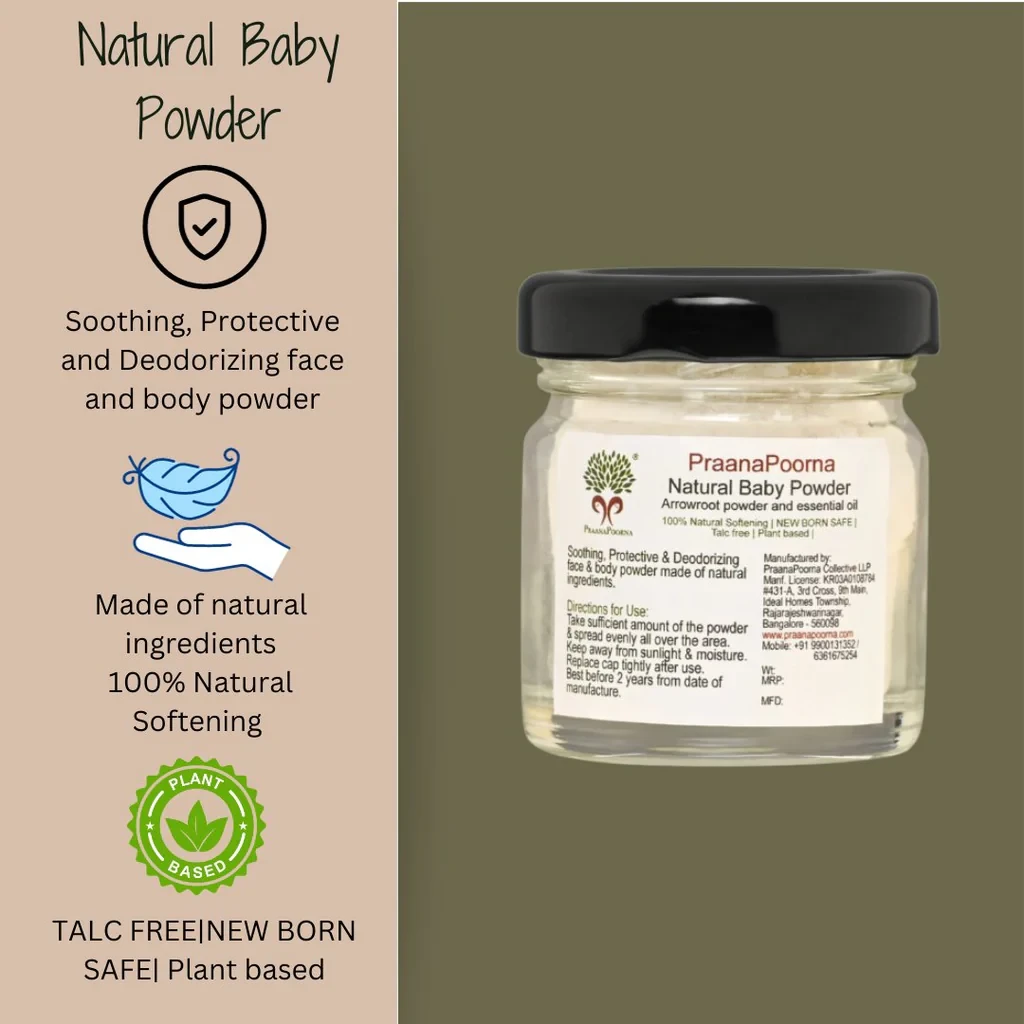 Natural Baby
Powder
Soothing, Protective
and Deodorizing face
and body powder
Made of natural
ingredients
100% Natural
Softening
PLANT
BASED
TALC FREE|NEW BORN
SAFE| Plant based
®
PRAANAPOORNA
PraanaPoorna
Natural Baby Powder
Arrowroot powder and essential oil
100% Natural Softening | NEW BORN SAFE |
Talc free | Plant based |
Soothing, Protective & Deodorizing
face & body powder made of natural
ingredients.
Directions for Use:
Take sufficient amount of the powder
& spread evenly all over the area.
Keep away from sunlight & moisture.
Replace cap tightly after use.
Best before 2 years from date of
manufacture.
Manufactured by:
PraanaPoorna Collective LLP
Manf. License: KR03A0108784
#431-A, 3rd Cross, 9th Main,
Ideal Homes Township,
Rajarajeshwarinagar,
Bangalore - 560098
www.praanapoorna.com
Mobile: +91 9900131352 /
6361675254
Wt:
MRP:
MFD: